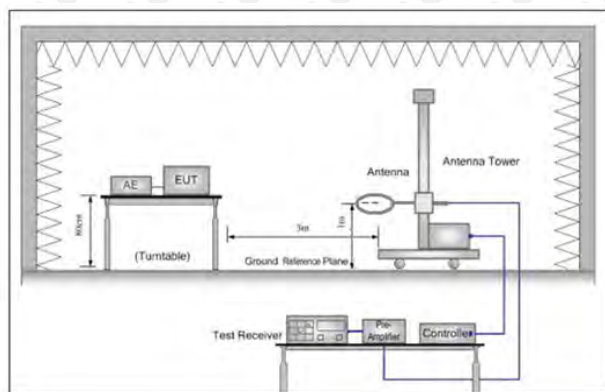 Antenna Tower
Antenna
AE
EUT
80cm
(Turntable)
3m
1m
Ground Reference Plane
Test Receiver
Pre-
Amplifier
Controller